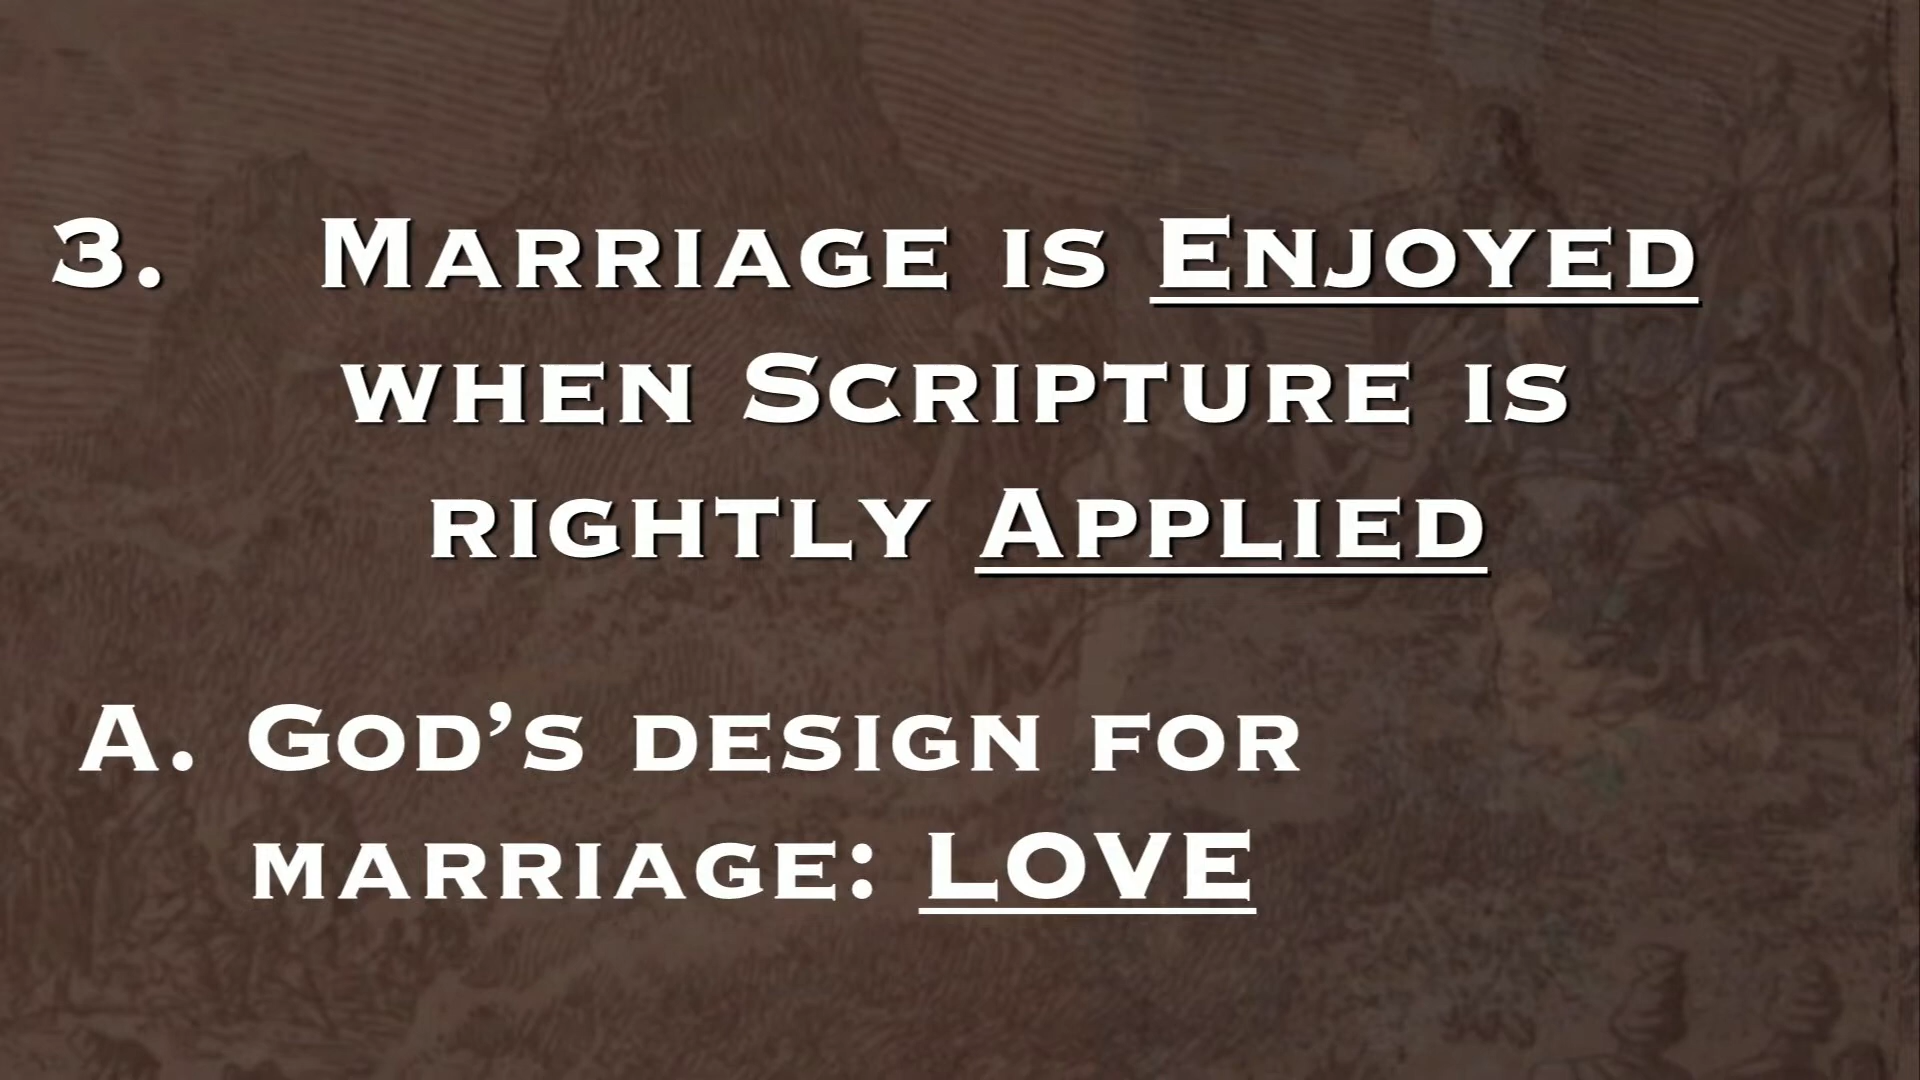 3. Marriage is Enjoyed
when Scripture is
rightly Applied
A. God’s design for
marriage: LOVE